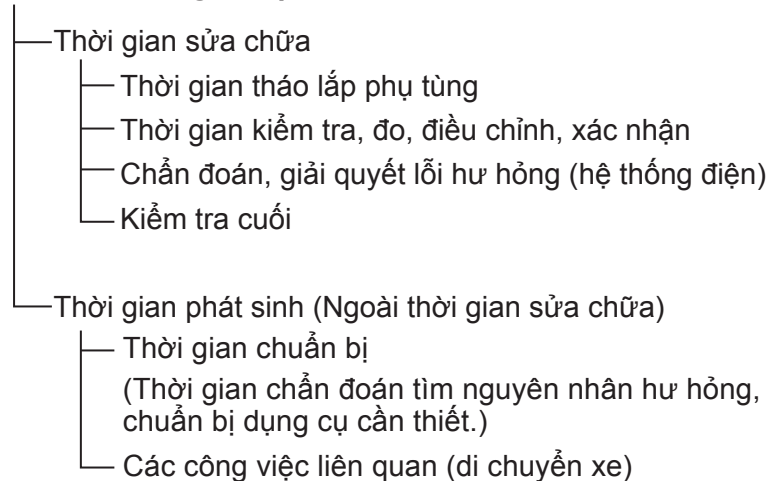 Thời gian sửa chữa
Thời gian tháo lắp phụ tùng
Thời gian kiểm tra, đo, điều chỉnh, xác nhận
Chẩn đoán, giải quyết lỗi hư hỏng (hệ thống điện)
Kiểm tra cuối
Thời gian phát sinh (Ngoài thời gian sửa chữa)
Thời gian chuẩn bị
(Thời gian chẩn đoán tìm nguyên nhân hư hỏng,
chuẩn bị dụng cụ cần thiết.)
Các công việc liên quan (di chuyển xe)